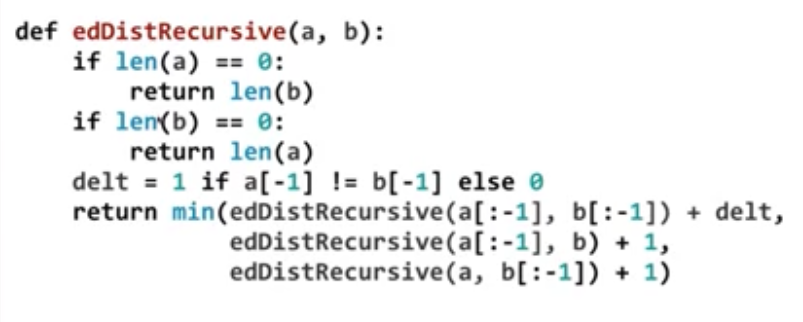 def edDistRecursive(a, b):
    if len(a) == 0:
        return len(b)
    if len(b) == 0:
        return len(a)
    delt = 1 if a[-1] != b[-1] else 0
    return min(edDistRecursive(a[:-1], b[:-1]) + delt,
               edDistRecursive(a[:-1], b) + 1,
               edDistRecursive(a, b[:-1]) + 1)